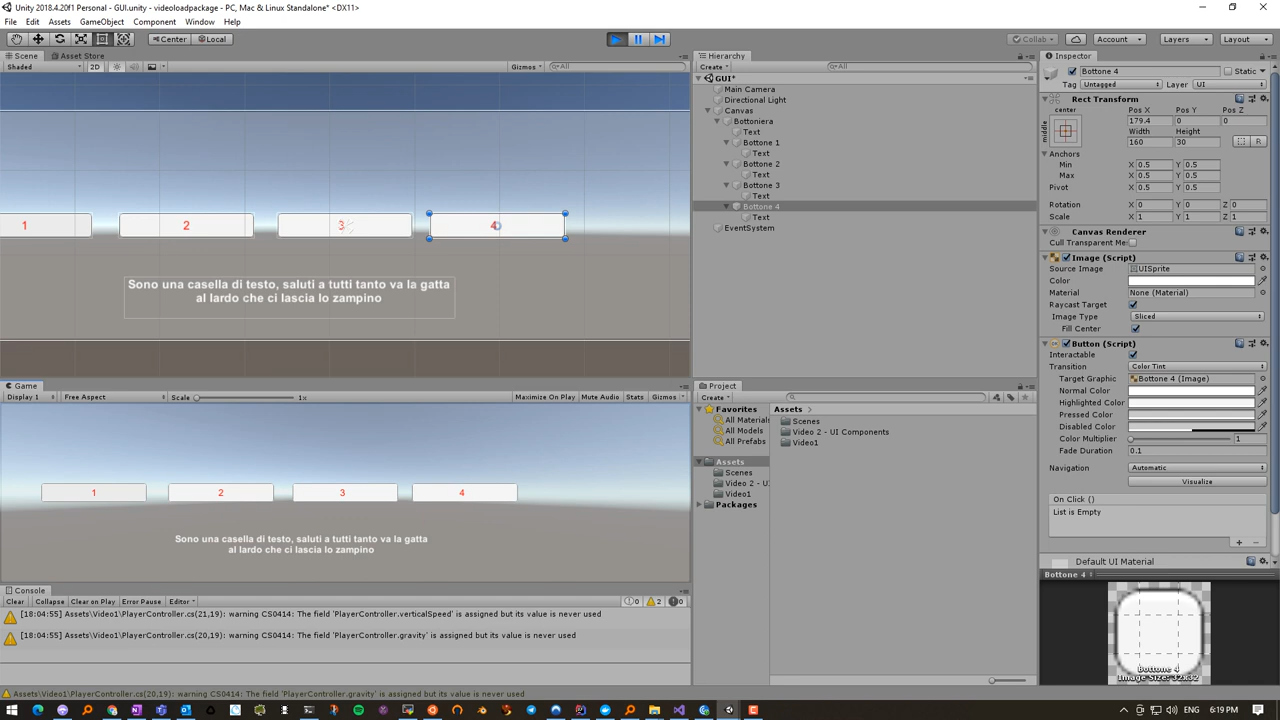 Unity 2018.4.20f1 Personal - GUI.unity - videoloadpackage - PC, Mac & Linux Standalone* <DX11>
File Edit Assets GameObject Component Window Help
Center Local
Collab Account Layers Layout
Scene Asset Store
Shaded 2D Gizmos All
1 2 3 4
Sono una casella di testo, saluti a tutti tanto va la gatta
al lardo che ci lascia lo zampino
Game
Display 1 Free Aspect Scale 1x Maximize On Play Mute Audio Stats Gizmos
1 2 3 4
Sono una casella di testo, saluti a tutti tanto va la gatta
al lardo che ci lascia lo zampino
Console
Clear Collapse Clear on Play Error Pause Editor 0 2 0
[18:04:55] Assets\Video1\PlayerController.cs(21,19): warning CS0414: The field 'PlayerController.verticalSpeed' is assigned but its value is never used
[18:04:55] Assets\Video1\PlayerController.cs(20,19): warning CS0414: The field 'PlayerController.gravity' is assigned but its value is never used
Hierarchy
Create All
GUI*
Main Camera
Directional Light
Canvas
Bottoniera
Text
Bottone 1
Text
Bottone 2
Text
Bottone 3
Text
Bottone 4
Text
EventSystem
Project
Create
Favorites
All Materials
All Models
All Prefabs
Assets
Scenes
Video 2 - U
Video1
Packages
Assets
Scenes
Video 2 - UI Components
Video1
Inspector
Bottone 4 Static
Tag Untagged Layer UI
Rect Transform
center Pos X Pos Y Pos Z
middle 179.4 0 0
Width Height
160 30 R
Anchors
Min X 0.5 Y 0.5
Max X 0.5 Y 0.5
Pivot X 0.5 Y 0.5
Rotation X 0 Y 0 Z 0
Scale X 1 Y 1 Z 1
Canvas Renderer
Cull Transparent Me
Image (Script)
Source Image UISprite
Color
Material None (Material)
Raycast Target
Image Type Sliced
Fill Center
Button (Script)
Interactable
Transition Color Tint
Target Graphic Bottone 4 (Image)
Normal Color
Highlighted Color
Pressed Color
Disabled Color
Color Multiplier 1
Fade Duration 0.1
Navigation Automatic
Visualize
On Click ()
List is Empty
Default UI Material
Bottone 4
Bottone 4
Image Size: 32x32
Assets\Video1\PlayerController.cs(20,19): warning CS0414: The field 'PlayerController.gravity' is assigned but its value is never used
ENG 6:19 PM